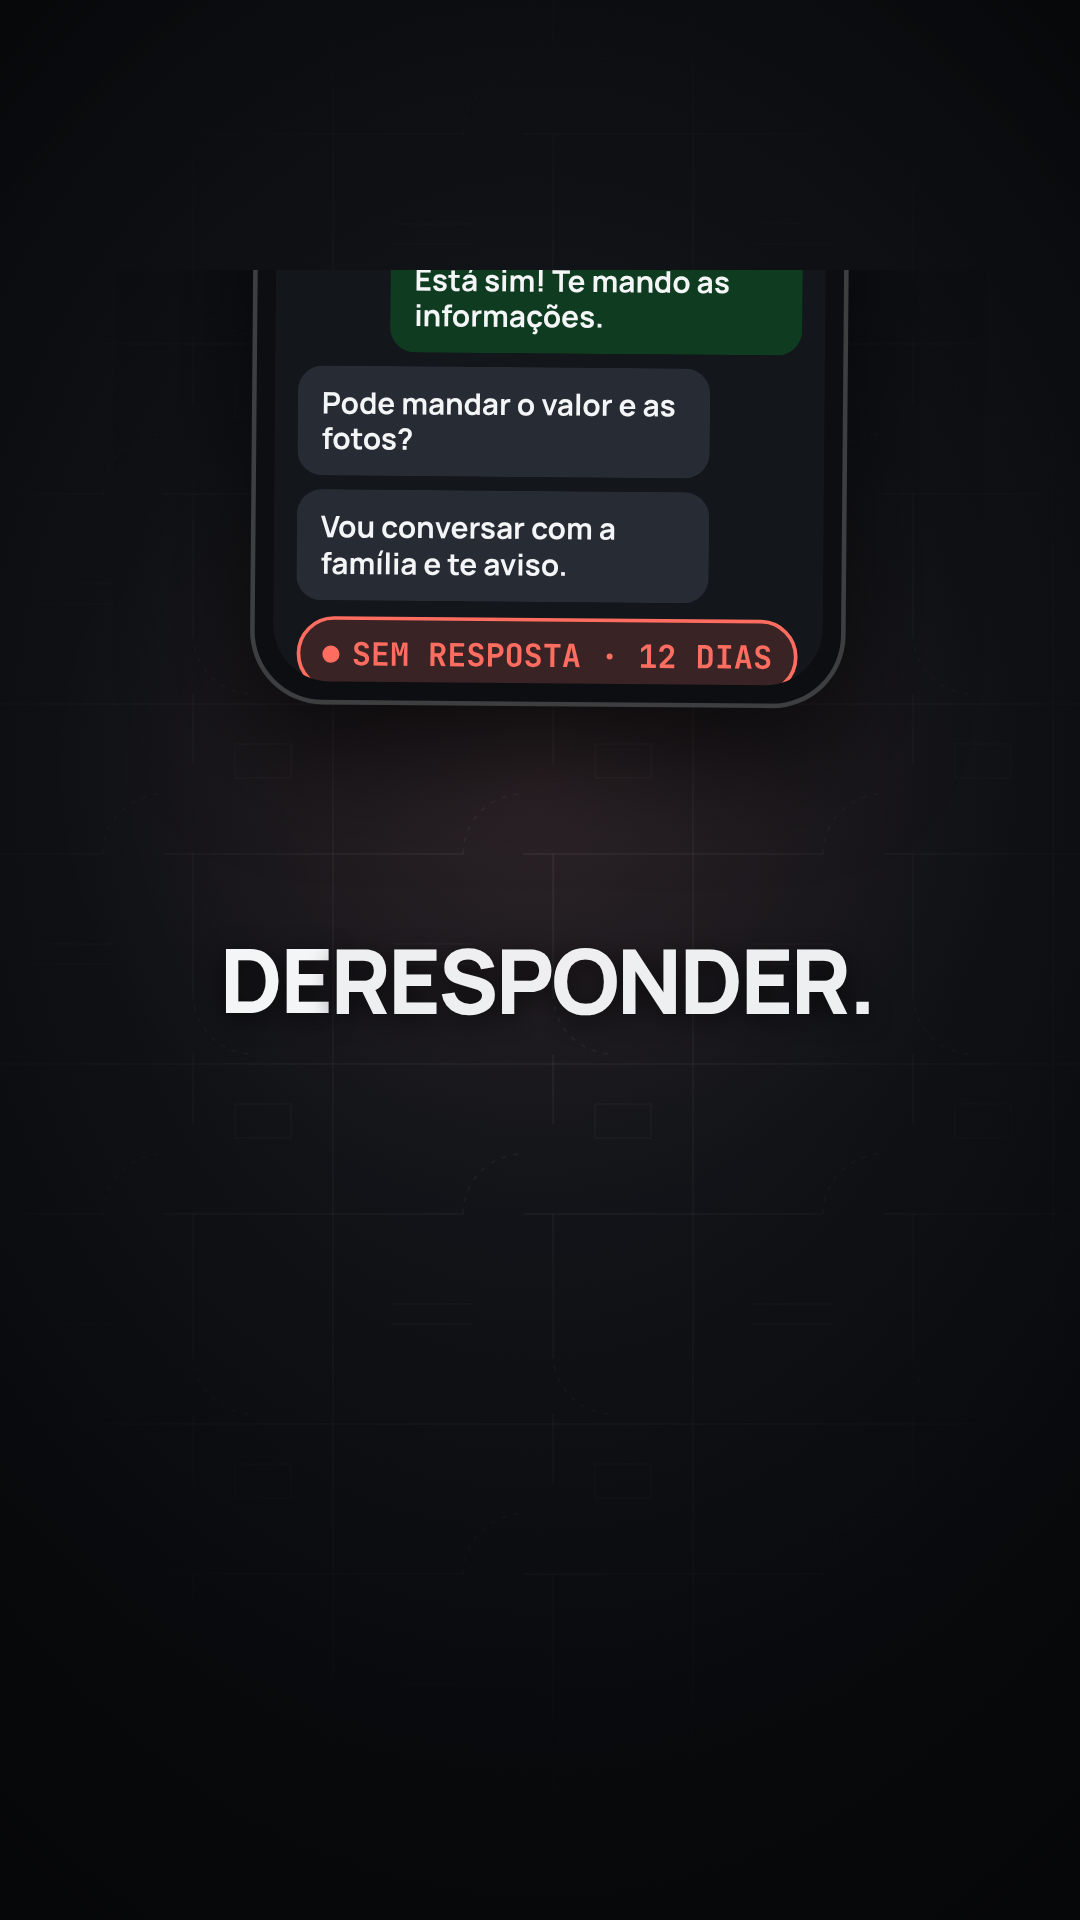 Está sim! Te mando as
informações.
Pode mandar o valor e as
fotos?
Vou conversar com a
família e te aviso.
SEM RESPOSTA · 12 DIAS
DERESPONDER.